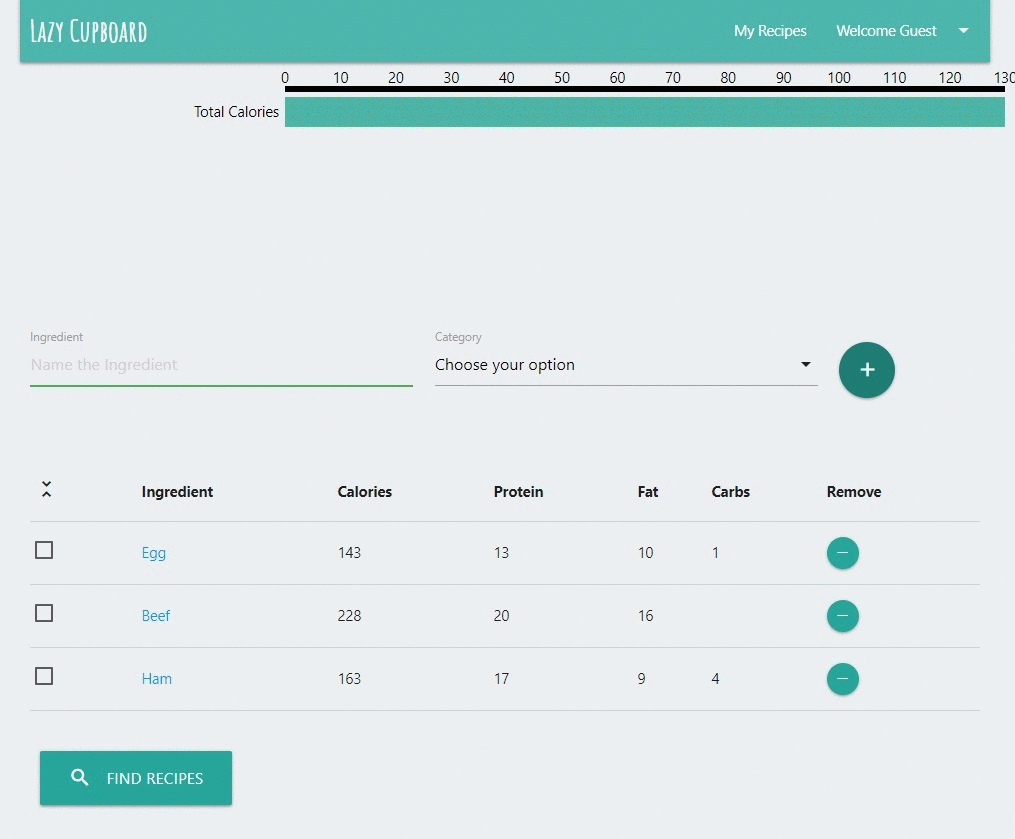 Lazy Cupboard My Recipes Welcome Guest
0 10 20 30 40 50 60 70 80 90 100 110 120 130
Total Calories
Ingredient Category
Name the Ingredient Choose your option
Ingredient Calories Protein Fat Carbs Remove
Egg 143 13 10 1
Beef 228 20 16
Ham 163 17 9 4
FIND RECIPES